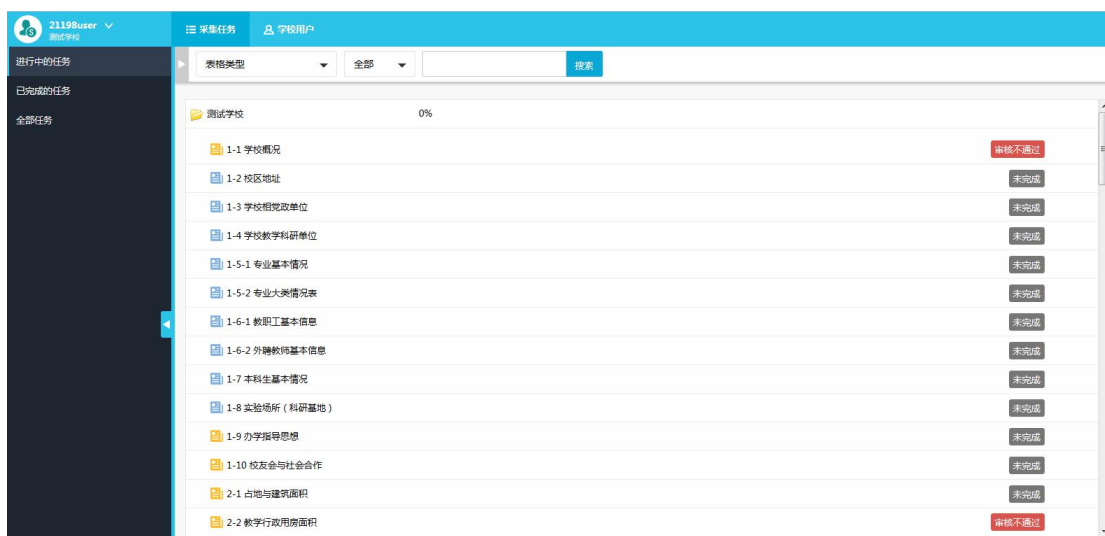 21198user
测试学校
采集任务 学校用户
进行中的任务
表格类型 全部 搜索
已完成的任务
测试学校 0%
全部任务
1-1 学校概况 审核不通过
1-2 校区地址 未完成
1-3 学校相党政单位 未完成
1-4 学校教学科研单位 未完成
1-5-1 专业基本情况 未完成
1-5-2 专业大类情况表 未完成
1-6-1 教职工基本信息 未完成
1-6-2 外聘教师基本信息 未完成
1-7 本科生基本情况 未完成
1-8 实验场所（科研基地） 未完成
1-9 办学指导思想 未完成
1-10 校友会与社会合作 未完成
2-1 占地与建筑面积 未完成
2-2 教学行政用房面积 审核不通过